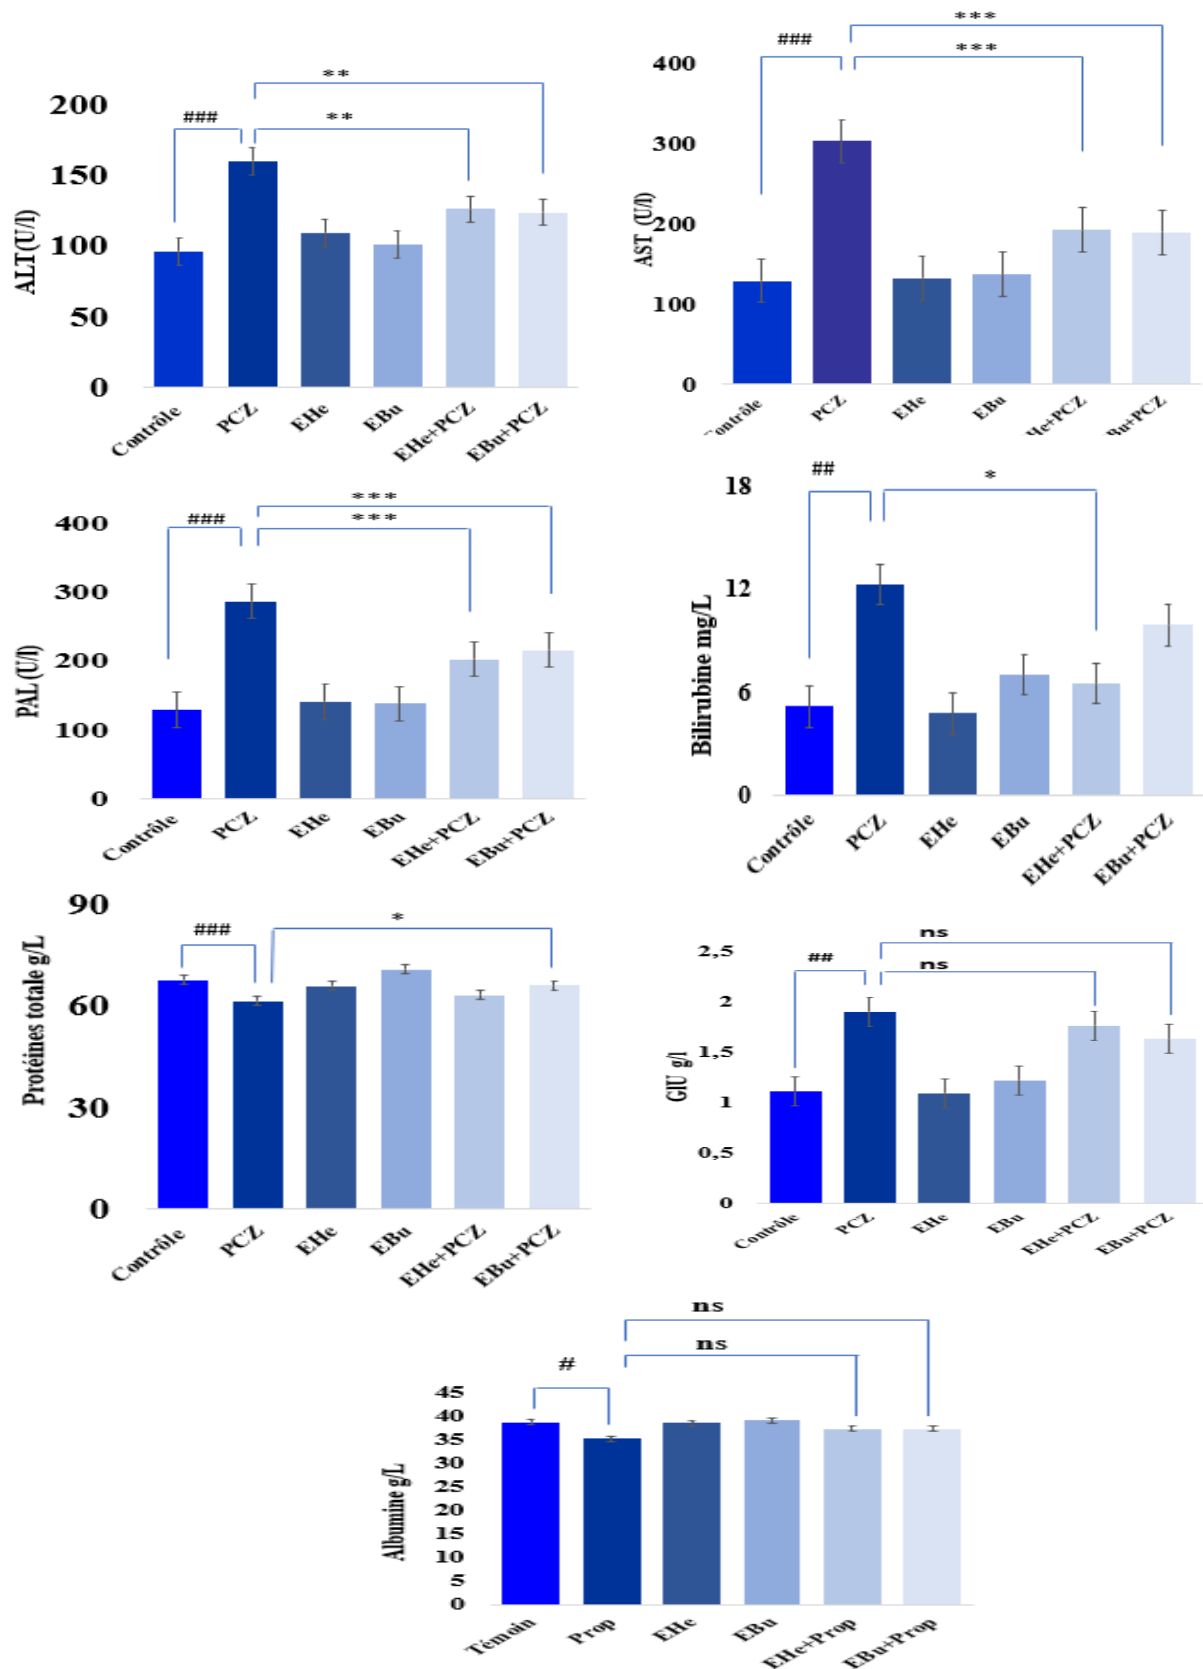 ***
###
***
400
300
200
100
0
AST (U/l)
Contrôle
PCZ
EHe
EBu
He+PCZ
Bu+PCZ
**
###
**
200
150
100
50
0
ALT(U/l)
Contrôle
PCZ
EHe
EBu
EHe+PCZ
EBu+PCZ
***
###
***
400
300
200
100
0
PAL (U/l)
Contrôle
PCZ
EHe
EBu
EHe+PCZ
EBu+PCZ
##
*
18
12
6
0
Bilirubine mg/L
Contrôle
PCZ
EHe
EBu
EHe+PCZ
EBu+PCZ
###
*
90
60
30
0
Protéines totale g/L
Contrôle
PCZ
EHe
EBu
EHe+PCZ
EBu+PCZ
ns
##
ns
2,5
2
1,5
1
0,5
0
GlU g/l
Contrôle
PCZ
EHe
EBu
EHe+PCZ
EBu+PCZ
ns
ns
#
45
40
35
30
25
20
15
10
5
0
Albumine g/L
Témoin
Prop
EHe
EBu
EHe+Prop
EBu+Prop